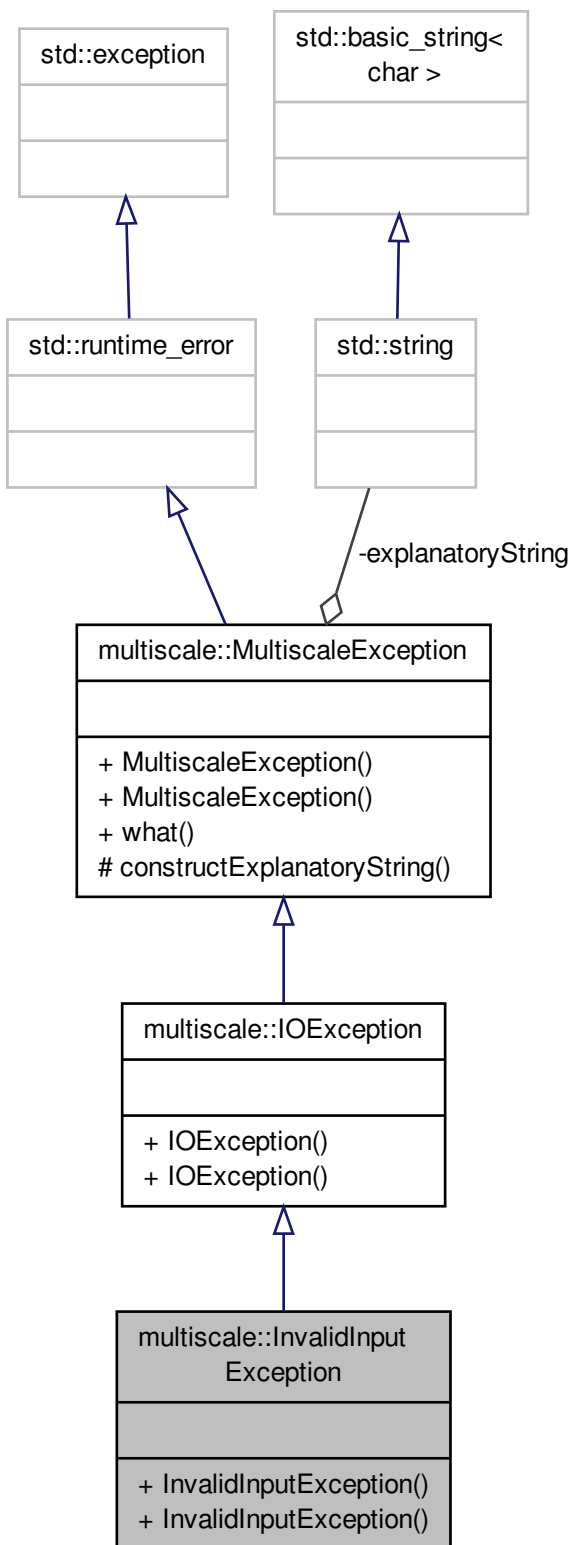 std::exception
std::basic_string<
char >
std::runtime_error
std::string
-explanatoryString
multiscale::MultiscaleException
+ MultiscaleException()
+ MultiscaleException()
+ what()
# constructExplanatoryString()
multiscale::IOException
+ IOException()
+ IOException()
multiscale::InvalidInput
Exception
+ InvalidInputException()
+ InvalidInputException()